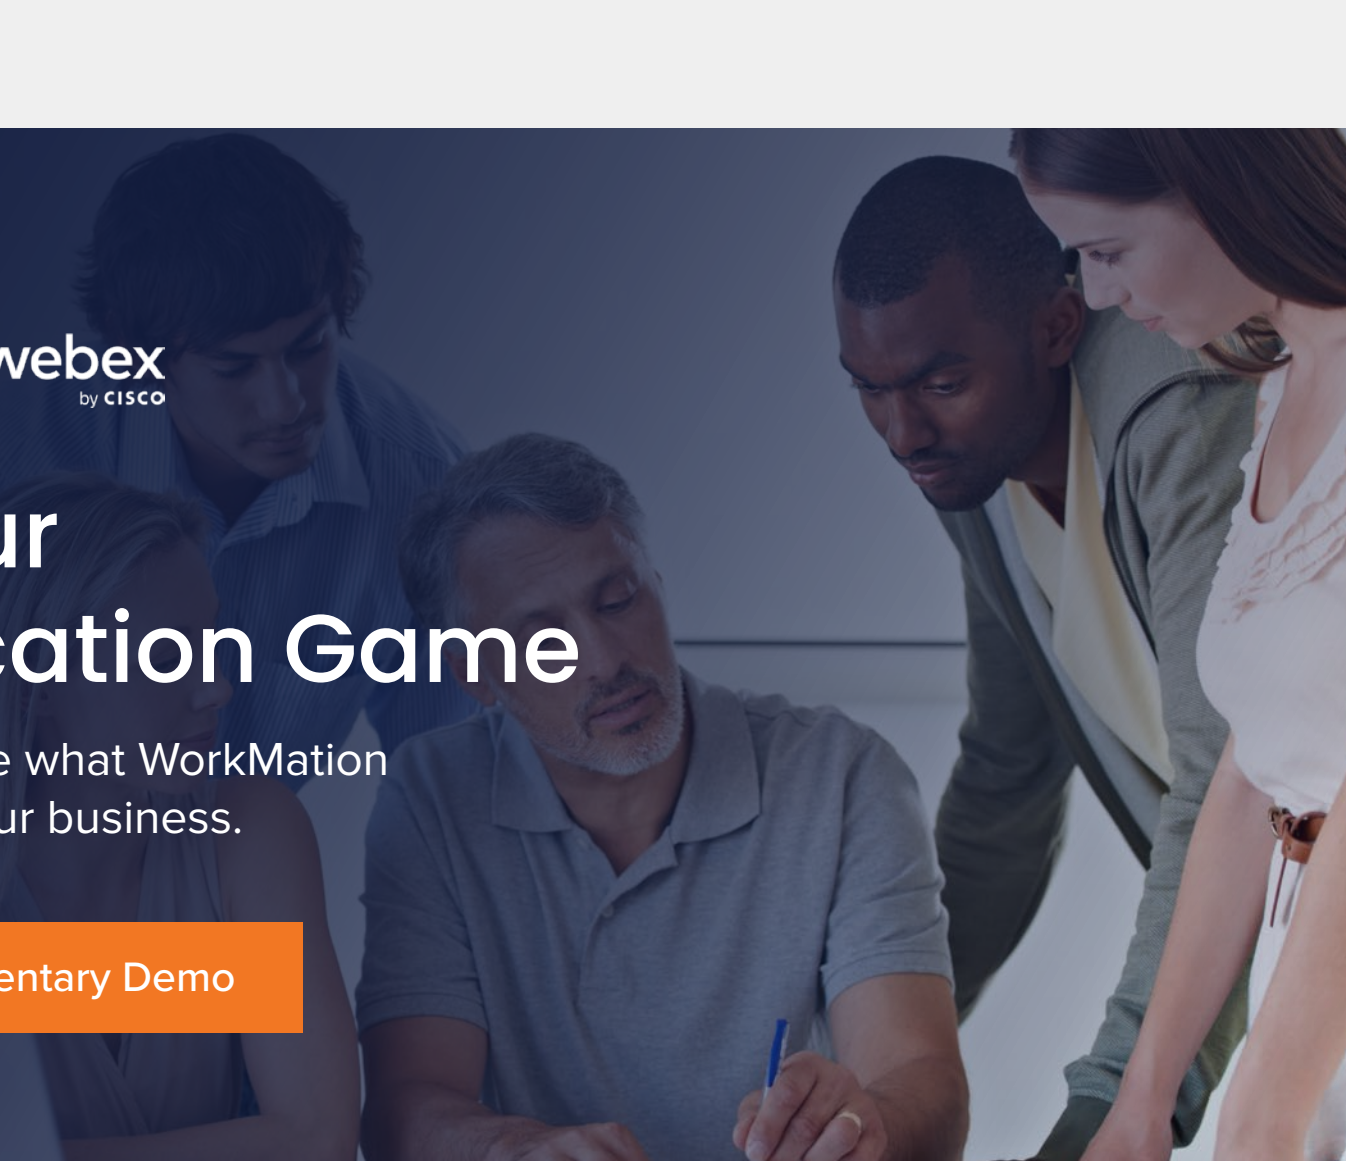 webex
by CISCO
ur
cation Game
e what WorkMation
ur business.
entary Demo